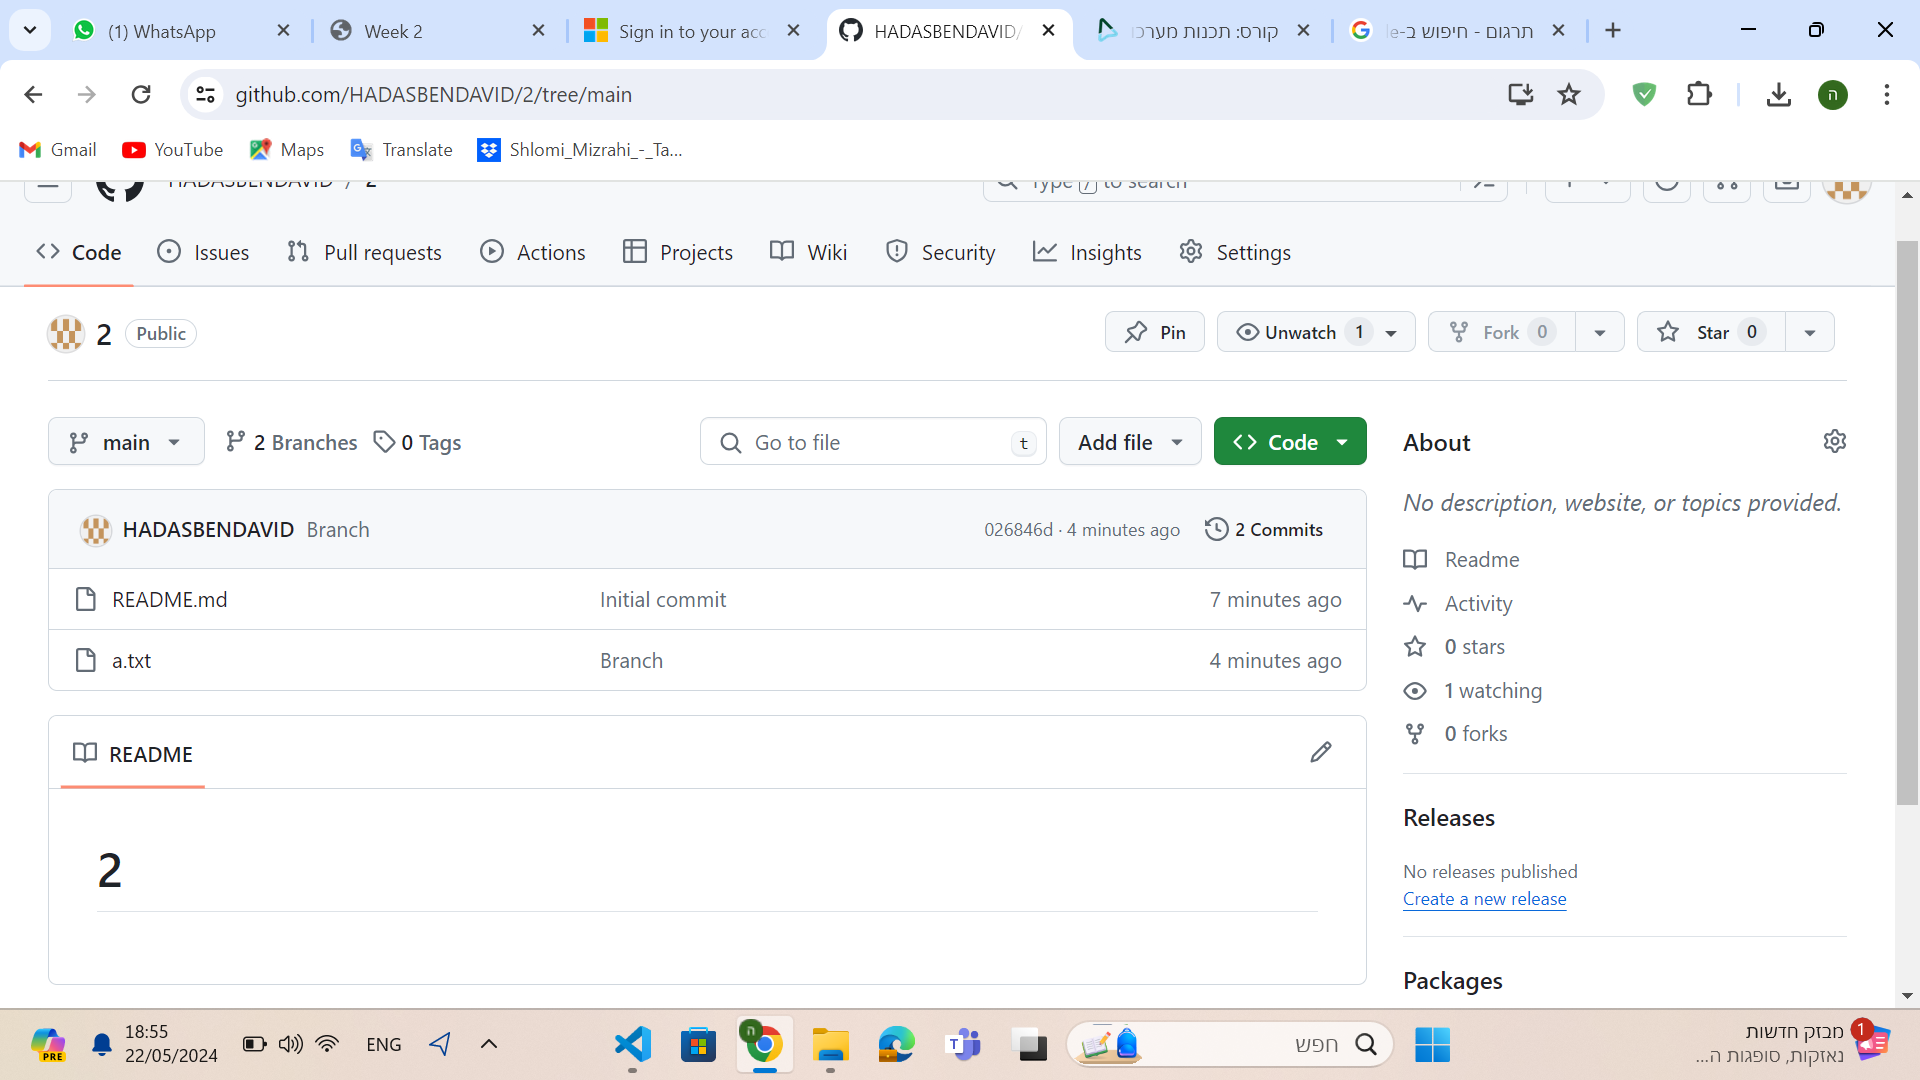 (1) WhatsApp
Week 2
Sign in to your acc
HADASBENDAVID/
קורס: תכנות מערכו
תרגום - חיפוש ב-le
github.com/HADASBENDAVID/2/tree/main
ה
Gmail
YouTube
Maps
Translate
Shlomi_Mizrahi_-_Ta...
HADASBENDAVID / 2
Type / to search
Code
Issues
Pull requests
Actions
Projects
Wiki
Security
Insights
Settings
2
Public
Pin
Unwatch 1
Fork 0
Star 0
main
2 Branches
0 Tags
Go to file
t
Add file
Code
About
No description, website, or topics provided.
HADASBENDAVID Branch
026846d · 4 minutes ago
2 Commits
README.md
Initial commit
7 minutes ago
a.txt
Branch
4 minutes ago
Readme
Activity
0 stars
1 watching
0 forks
README
2
Releases
No releases published
Create a new release
Packages
PRE
18:55
22/05/2024
ENG
ה
T
חפש
מבזק חדשות
נאזקות, סופגות ה...
1